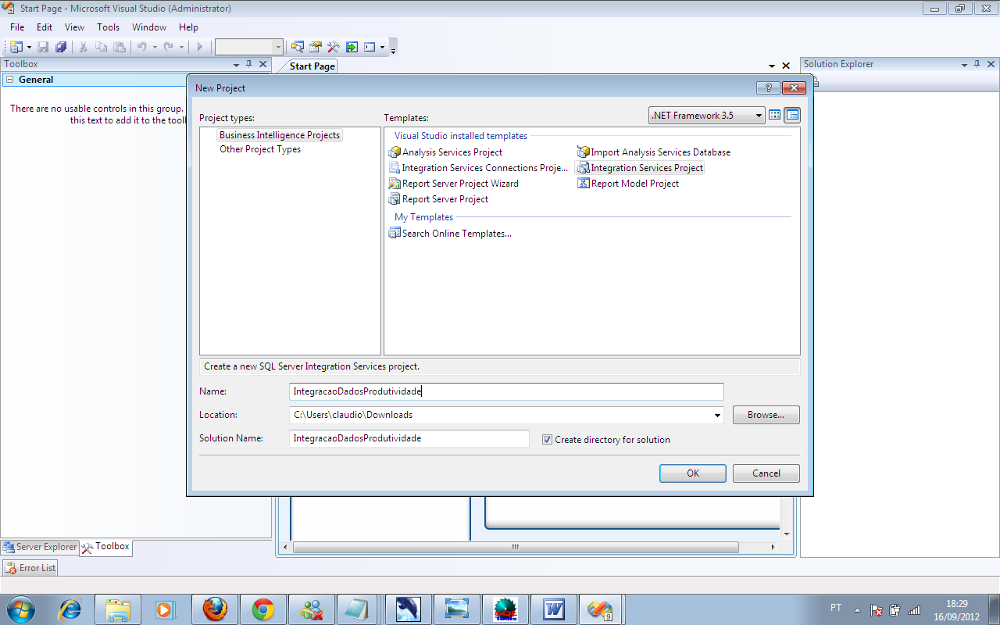 Start Page - Microsoft Visual Studio (Administrator)
File Edit View Tools Window Help
Toolbox
Start Page
Solution Explorer
General
There are no usable controls in this group.
this text to add it to the tooll
New Project
Project types:
Templates:
.NET Framework 3.5
Business Intelligence Projects
Other Project Types
Visual Studio installed templates
Analysis Services Project
Import Analysis Services Database
Integration Services Connections Proje...
Integration Services Project
Report Server Project Wizard
Report Model Project
Report Server Project
My Templates
Search Online Templates...
Create a new SQL Server Integration Services project.
Name: IntegracaoDadosProdutividade
Location: C:\Users\claudio\Downloads
Browse...
Solution Name: IntegracaoDadosProdutividade
Create directory for solution
OK
Cancel
Server Explorer
Toolbox
Error List
PT
18:29
16/09/2012